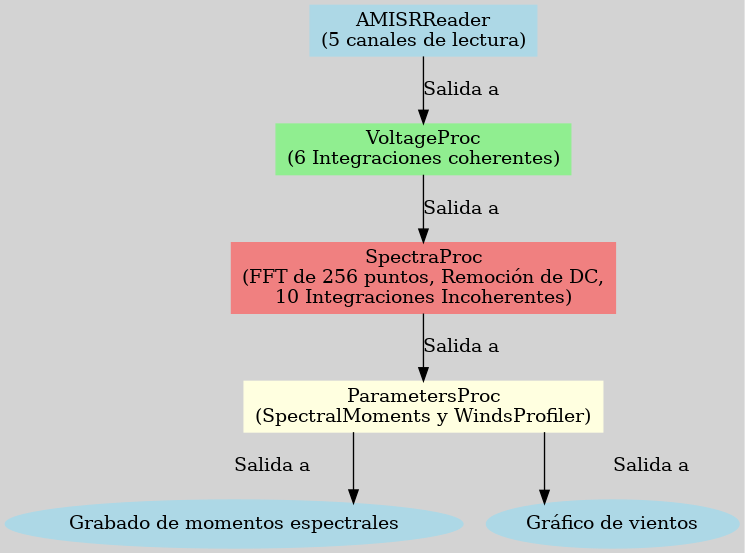 AMISRReader
(5 canales de lectura)
Salida a
VoltageProc
(6 Integraciones coherentes)
Salida a
SpectraProc
(FFT de 256 puntos, Remoción de DC,
10 Integraciones Incoherentes)
Salida a
ParametersProc
(SpectralMoments y WindsProfiler)
Salida a
Salida a
Grabado de momentos espectrales
Gráfico de vientos